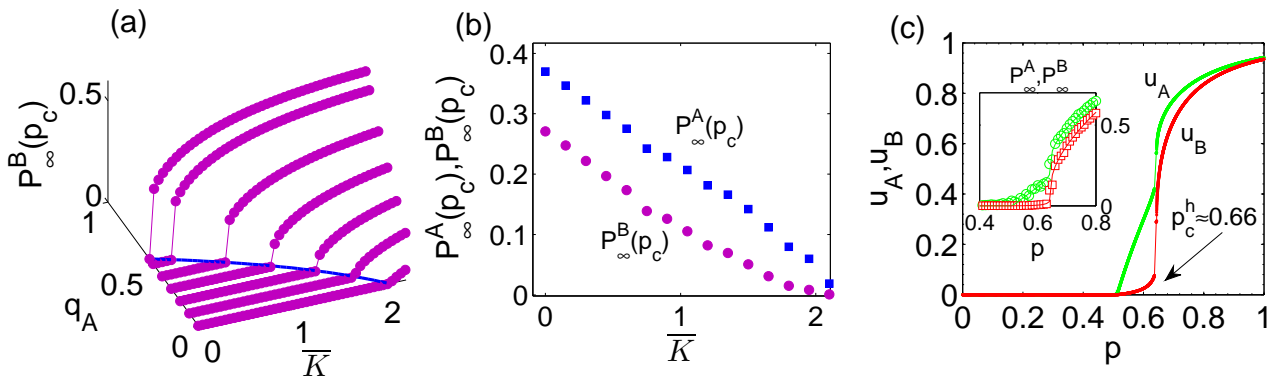 (a)
P^B_∞(p_c)
0.5
0
1
0.5
0
q_A
0
1
2
K̅
(b)
P^A_∞(p_c),P^B_∞(p_c)
0.4
0.3
0.2
0.1
0
P^A_∞(p_c)
P^B_∞(p_c)
0
1
2
K̅
(c)
u_A,u_B
1
0.8
0.6
0.4
0.2
0
P^A_∞,P^B_∞
0.5
0
0.4
0.6
0.8
p
u_A
u_B
p^h_c≈0.66
0
0.2
0.4
0.6
0.8
1
p